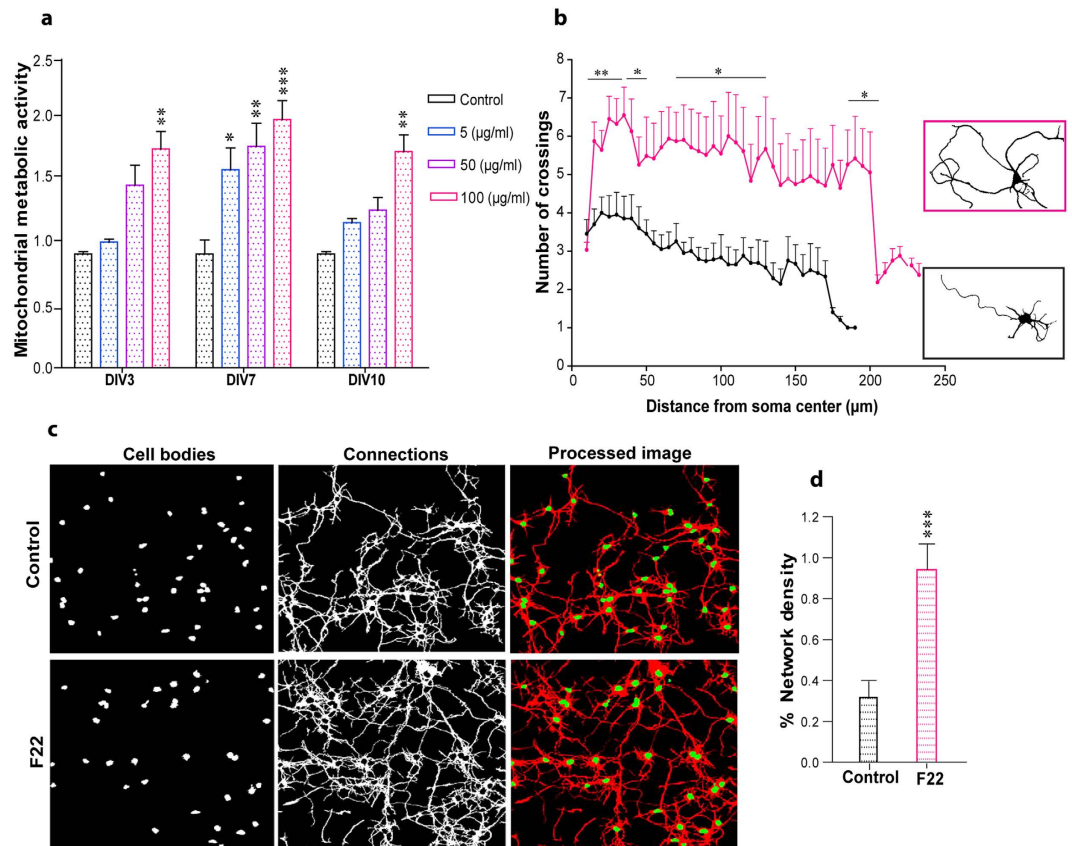 a
Mitochondrial metabolic activity
2.5
2.0
1.5
1.0
0.5
0.0
**
*
**
***
**
DIV3
DIV7
DIV10
Control
5 (µg/ml)
50 (µg/ml)
100 (µg/ml)
b
Number of crossings
8
7
6
5
4
3
2
1
0
**
*
*
*
0
50
100
150
200
250
Distance from soma center (µm)
c
Cell bodies
Connections
Processed image
Control
F22
d
% Network density
1.2
1.0
0.8
0.6
0.4
0.2
0.0
***
Control
F22